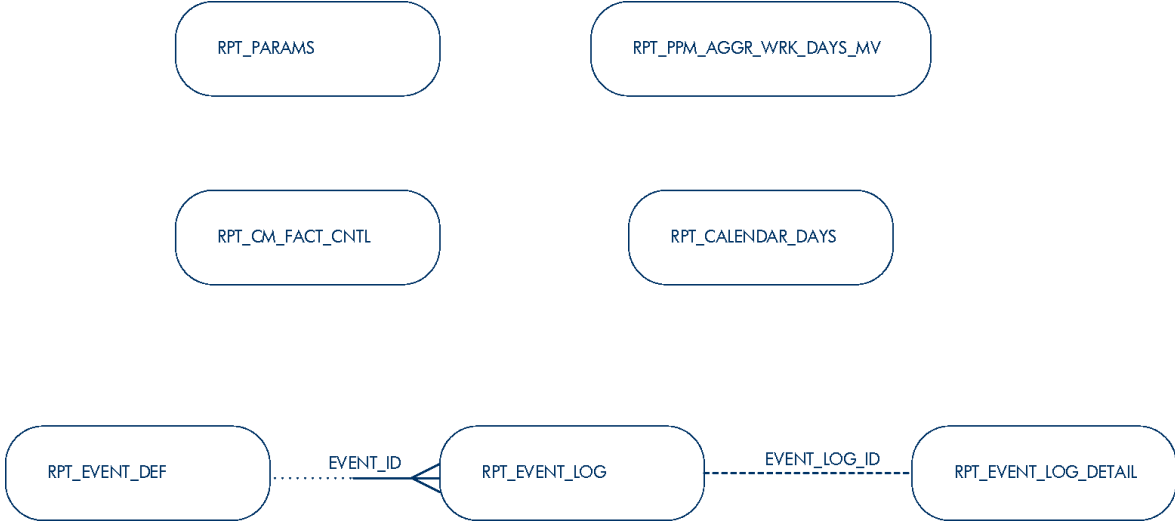 RPT_PARAMS
RPT_PPM_AGGR_WRK_DAYS_MV
RPT_CM_FACT_CNTL
RPT_CALENDAR_DAYS
RPT_EVENT_DEF
EVENT_ID
RPT_EVENT_LOG
EVENT_LOG_ID
RPT_EVENT_LOG_DETAIL